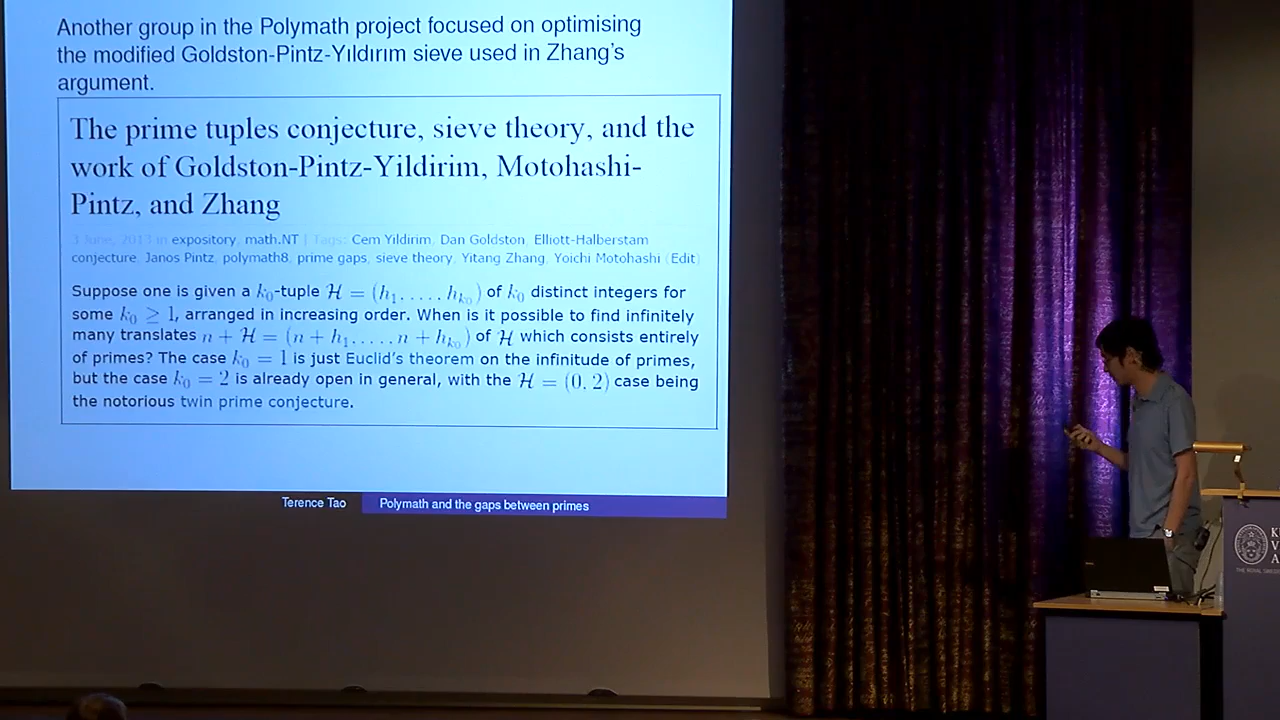 Another group in the Polymath project focused on optimising
the modified Goldston-Pintz-Yıldırım sieve used in Zhang's
argument.
The prime tuples conjecture, sieve theory, and the
work of Goldston-Pintz-Yildirim, Motohashi-
Pintz, and Zhang
3 June, 2013 in expository, math.NT | Tags: Cem Yildirim, Dan Goldston, Elliott-Halberstam
conjecture, Janos Pintz, polymath8, prime gaps, sieve theory, Yitang Zhang, Yoichi Motohashi (Edit)
Suppose one is given a k₀-tuple ℋ = (h₁, . . . , h_{k₀}) of k₀ distinct integers for
some k₀ ≥ 1, arranged in increasing order. When is it possible to find infinitely
many translates n + ℋ = (n + h₁, . . . , n + h_{k₀}) of ℋ which consists entirely
of primes? The case k₀ = 1 is just Euclid's theorem on the infinitude of primes,
but the case k₀ = 2 is already open in general, with the ℋ = (0, 2) case being
the notorious twin prime conjecture.
Terence Tao Polymath and the gaps between primes
K
V
A
THE ROYAL